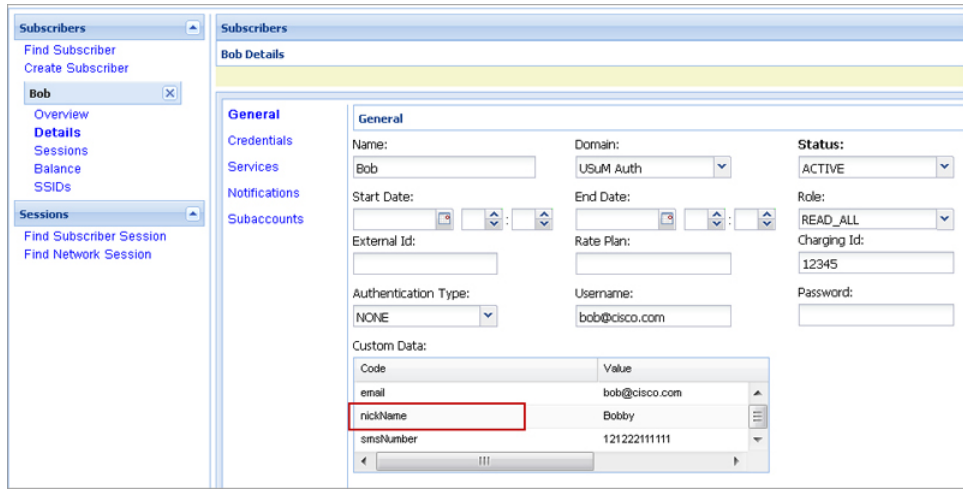 Subscribers
Find Subscriber
Create Subscriber
Bob
Overview
Details
Sessions
Balance
SSIDs
Sessions
Find Subscriber Session
Find Network Session
Subscribers
Bob Details
General
Credentials
Services
Notifications
Subaccounts
General
Name: Domain: Status:
Bob USuM Auth ACTIVE
Start Date: End Date: Role:
: : READ_ALL
External Id: Rate Plan: Charging Id:
12345
Authentication Type: Username: Password:
NONE bob@cisco.com
Custom Data:
Code Value
email bob@cisco.com
nickName Bobby
smsNumber 121222111111